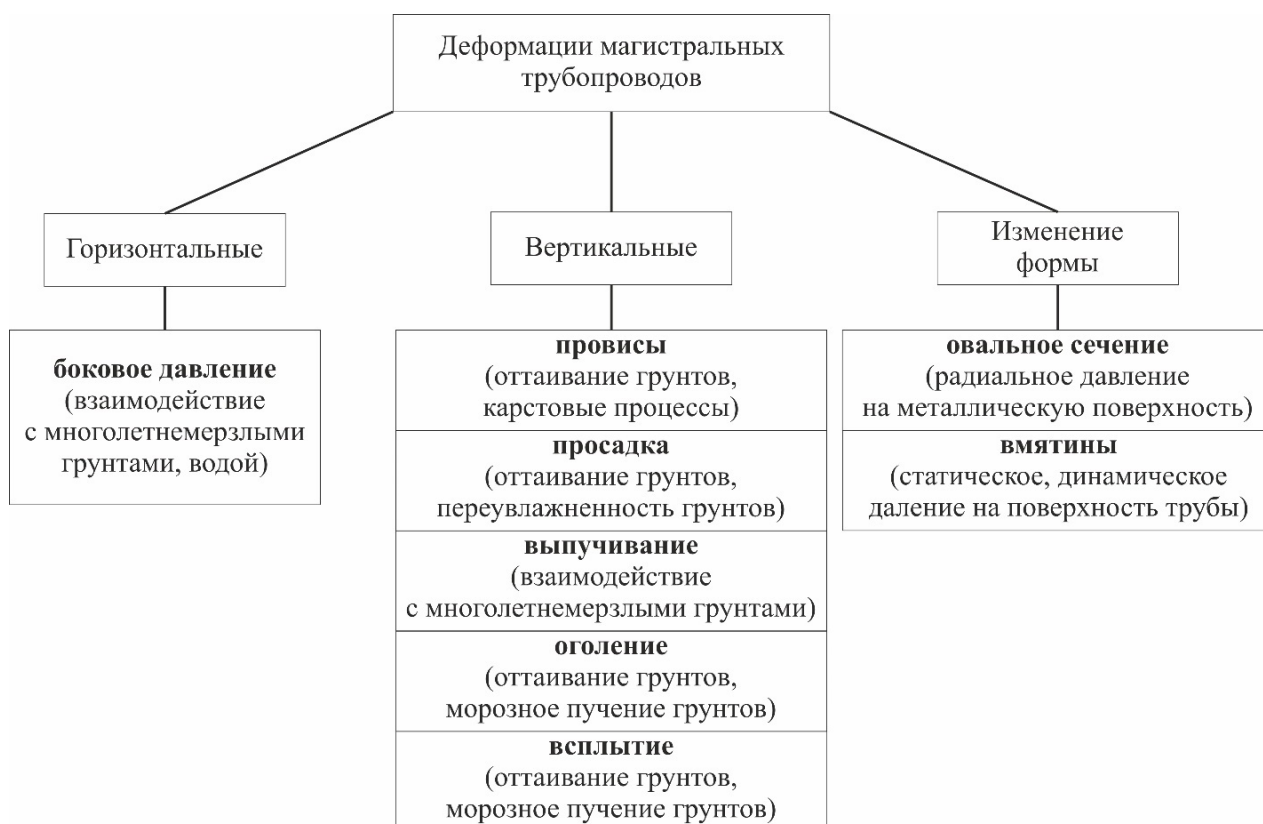 Деформации магистральных
трубопроводов
Горизонтальные
Вертикальные
Изменение
формы
боковое давление
(взаимодействие
с многолетнемерзлыми
грунтами, водой)
провисы
(оттаивание грунтов,
карстовые процессы)
просадка
(оттаивание грунтов,
переувлажненность грунтов)
выпучивание
(взаимодействие
с многолетнемерзлыми грунтами)
оголение
(оттаивание грунтов,
морозное пучение грунтов)
всплытие
(оттаивание грунтов,
морозное пучение грунтов)
овальное сечение
(радиальное давление
на металлическую поверхность)
вмятины
(статическое, динамическое
даление на поверхность трубы)